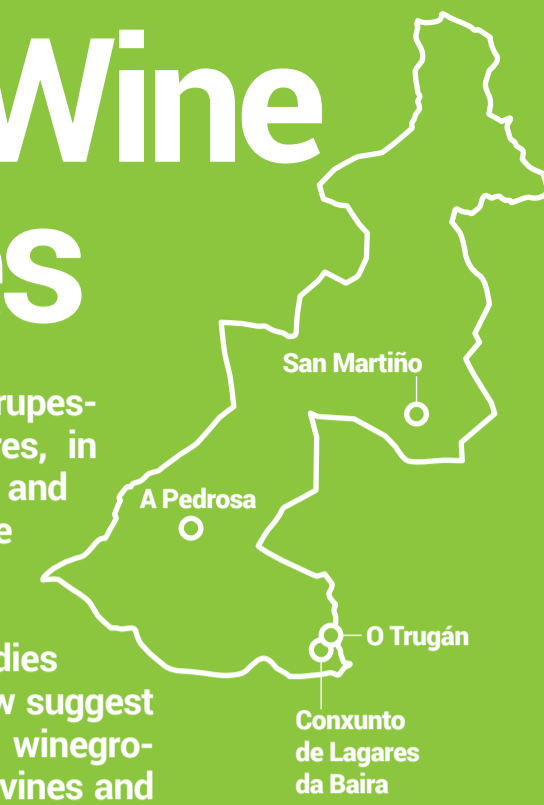 Wine
es
San Martiño
rupes-
res, in
and
e
A Pedrosa
O Trugán
dies
w suggest
winegro-
vines and
Conxunto
de Lagares
da Baira